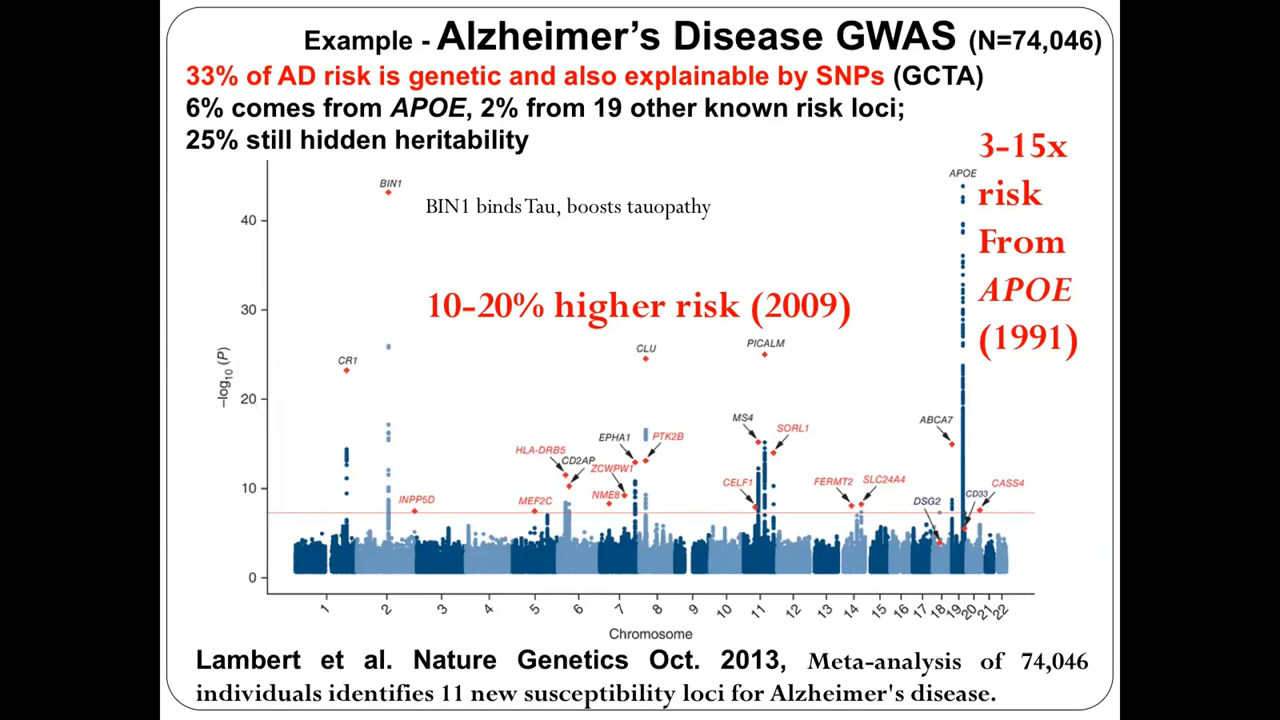 Example - Alzheimer's Disease GWAS (N=74,046)
33% of AD risk is genetic and also explainable by SNPs (GCTA)
6% comes from APOE, 2% from 19 other known risk loci;
25% still hidden heritability
3-15x
risk
From
APOE
(1991)
APOE
BIN1
BIN1 binds Tau, boosts tauopathy
10-20% higher risk (2009)
CR1
CLU
PICALM
MS4
SORL1
ABCA7
EPHA1
PTK2B
HLA-DRB5
CD2AP
ZCWPW1
NME8
INPP5D
MEF2C
CELF1
FERMT2
SLC24A4
DSG2
CD33
CASS4
40
30
20
10
0
–log10 (P)
1 2 3 4 5 6 7 8 9 10 11 12 13 14 15 16 17 18 19 20 21 22
Chromosome
Lambert et al. Nature Genetics Oct. 2013, Meta-analysis of 74,046
individuals identifies 11 new susceptibility loci for Alzheimer's disease.